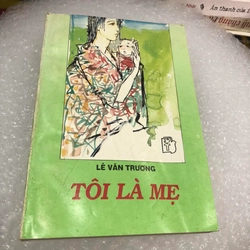 LÊ VĂN TRƯƠNG
TÔI LÀ MẸ